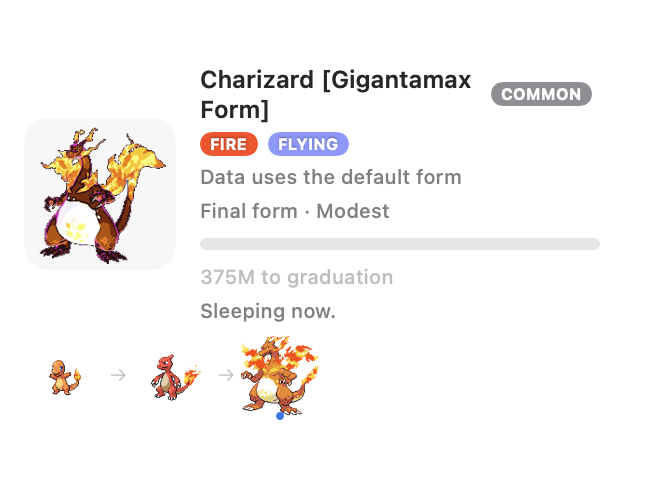 Charizard [Gigantamax
Form]
COMMON
FIRE
FLYING
Data uses the default form
Final form · Modest
375M to graduation
Sleeping now.